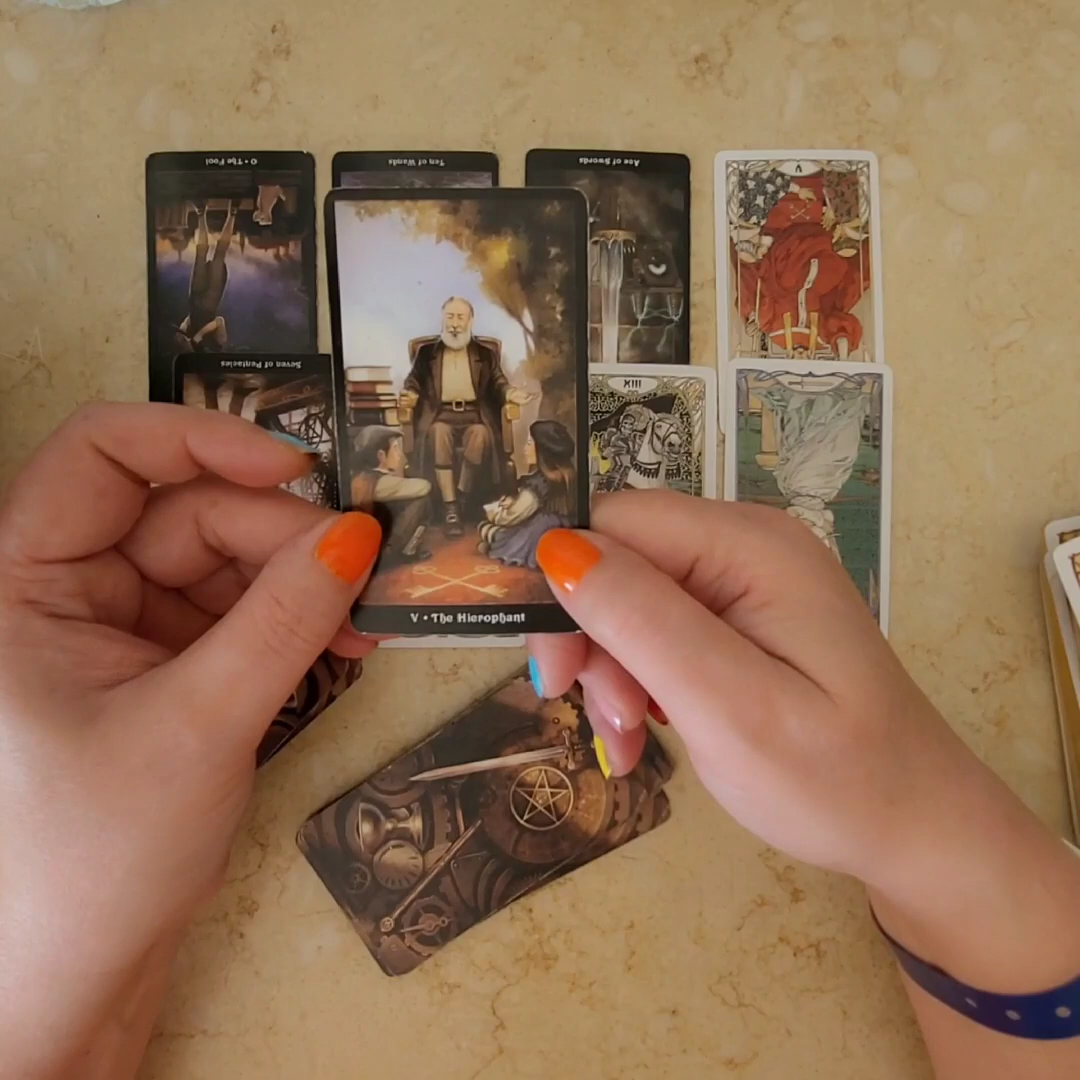 0 • The Fool
Ten of Wands
Ace of Swords
V
Seven of Pentacles
XIII
V • The Hierophant